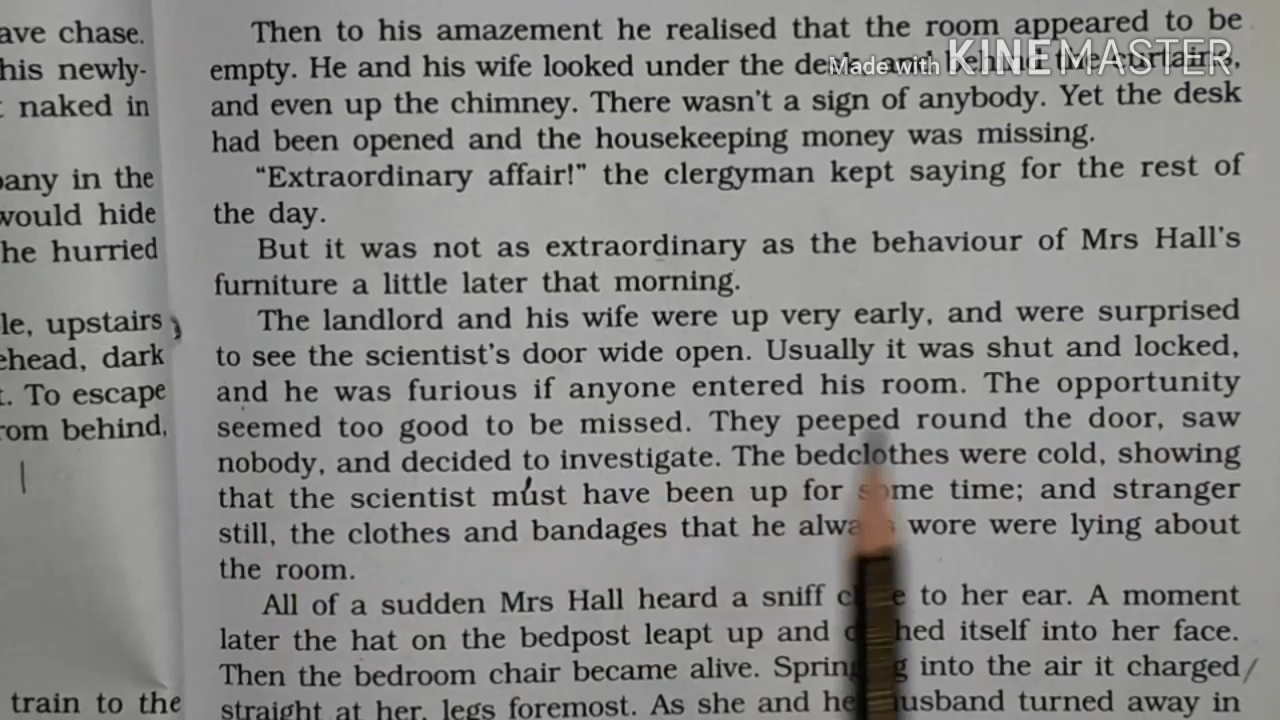 ave chase.
his newly-
naked in
any in the
would hide
he hurried
le, upstairs
ehead, dark
. To escape
rom behind,
train to the
Made with KINEMASTER
Then to his amazement he realised that the room appeared to be
empty. He and his wife looked under the desk and behind the curtains,
and even up the chimney. There wasn't a sign of anybody. Yet the desk
had been opened and the housekeeping money was missing.
“Extraordinary affair!” the clergyman kept saying for the rest of
the day.
But it was not as extraordinary as the behaviour of Mrs Hall's
furniture a little later that morning.
The landlord and his wife were up very early, and were surprised
to see the scientist's door wide open. Usually it was shut and locked,
and he was furious if anyone entered his room. The opportunity
seemed too good to be missed. They peeped round the door, saw
nobody, and decided to investigate. The bedclothes were cold, showing
that the scientist must have been up for some time; and stranger
still, the clothes and bandages that he always wore were lying about
the room.
All of a sudden Mrs Hall heard a sniff close to her ear. A moment
later the hat on the bedpost leapt up and dashed itself into her face.
Then the bedroom chair became alive. Springing into the air it charged
straight at her, legs foremost. As she and her husband turned away in